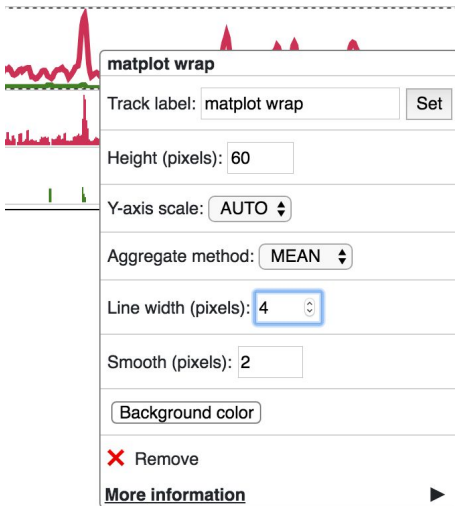 matplot wrap
Track label: matplot wrap Set
Height (pixels): 60
Y-axis scale: AUTO
Aggregate method: MEAN
Line width (pixels): 4
Smooth (pixels): 2
Background color
Remove
More information